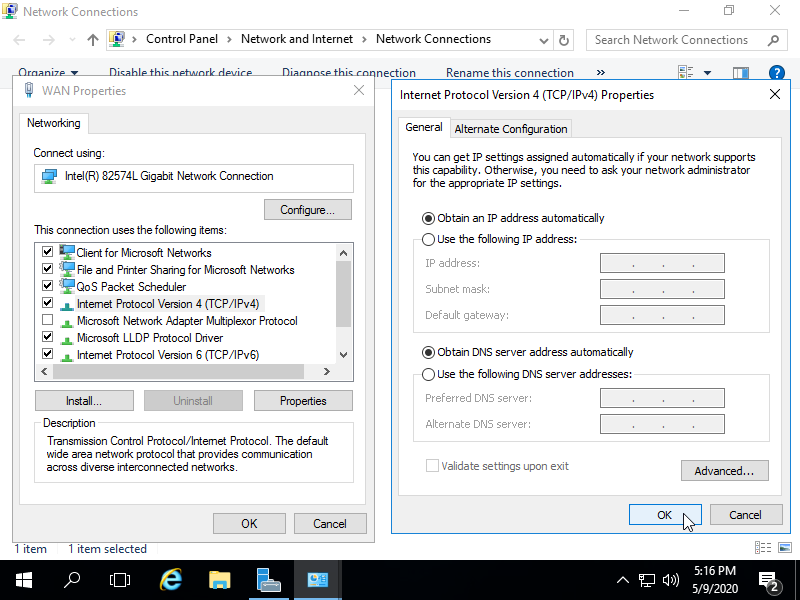 Network Connections
Control Panel > Network and Internet > Network Connections
Search Network Connections
Organize Disable this network device Diagnose this connection Rename this connection »
WAN Properties
Networking
Connect using:
Intel(R) 82574L Gigabit Network Connection
Configure...
This connection uses the following items:
Client for Microsoft Networks
File and Printer Sharing for Microsoft Networks
QoS Packet Scheduler
Internet Protocol Version 4 (TCP/IPv4)
Microsoft Network Adapter Multiplexor Protocol
Microsoft LLDP Protocol Driver
Internet Protocol Version 6 (TCP/IPv6)
Install... Uninstall Properties
Description
Transmission Control Protocol/Internet Protocol. The default
wide area network protocol that provides communication
across diverse interconnected networks.
OK Cancel
Internet Protocol Version 4 (TCP/IPv4) Properties
General Alternate Configuration
You can get IP settings assigned automatically if your network supports
this capability. Otherwise, you need to ask your network administrator
for the appropriate IP settings.
Obtain an IP address automatically
Use the following IP address:
IP address: . . .
Subnet mask: . . .
Default gateway: . . .
Obtain DNS server address automatically
Use the following DNS server addresses:
Preferred DNS server: . . .
Alternate DNS server: . . .
Validate settings upon exit
Advanced...
OK Cancel
1 item 1 item selected
5:16 PM
5/9/2020
2